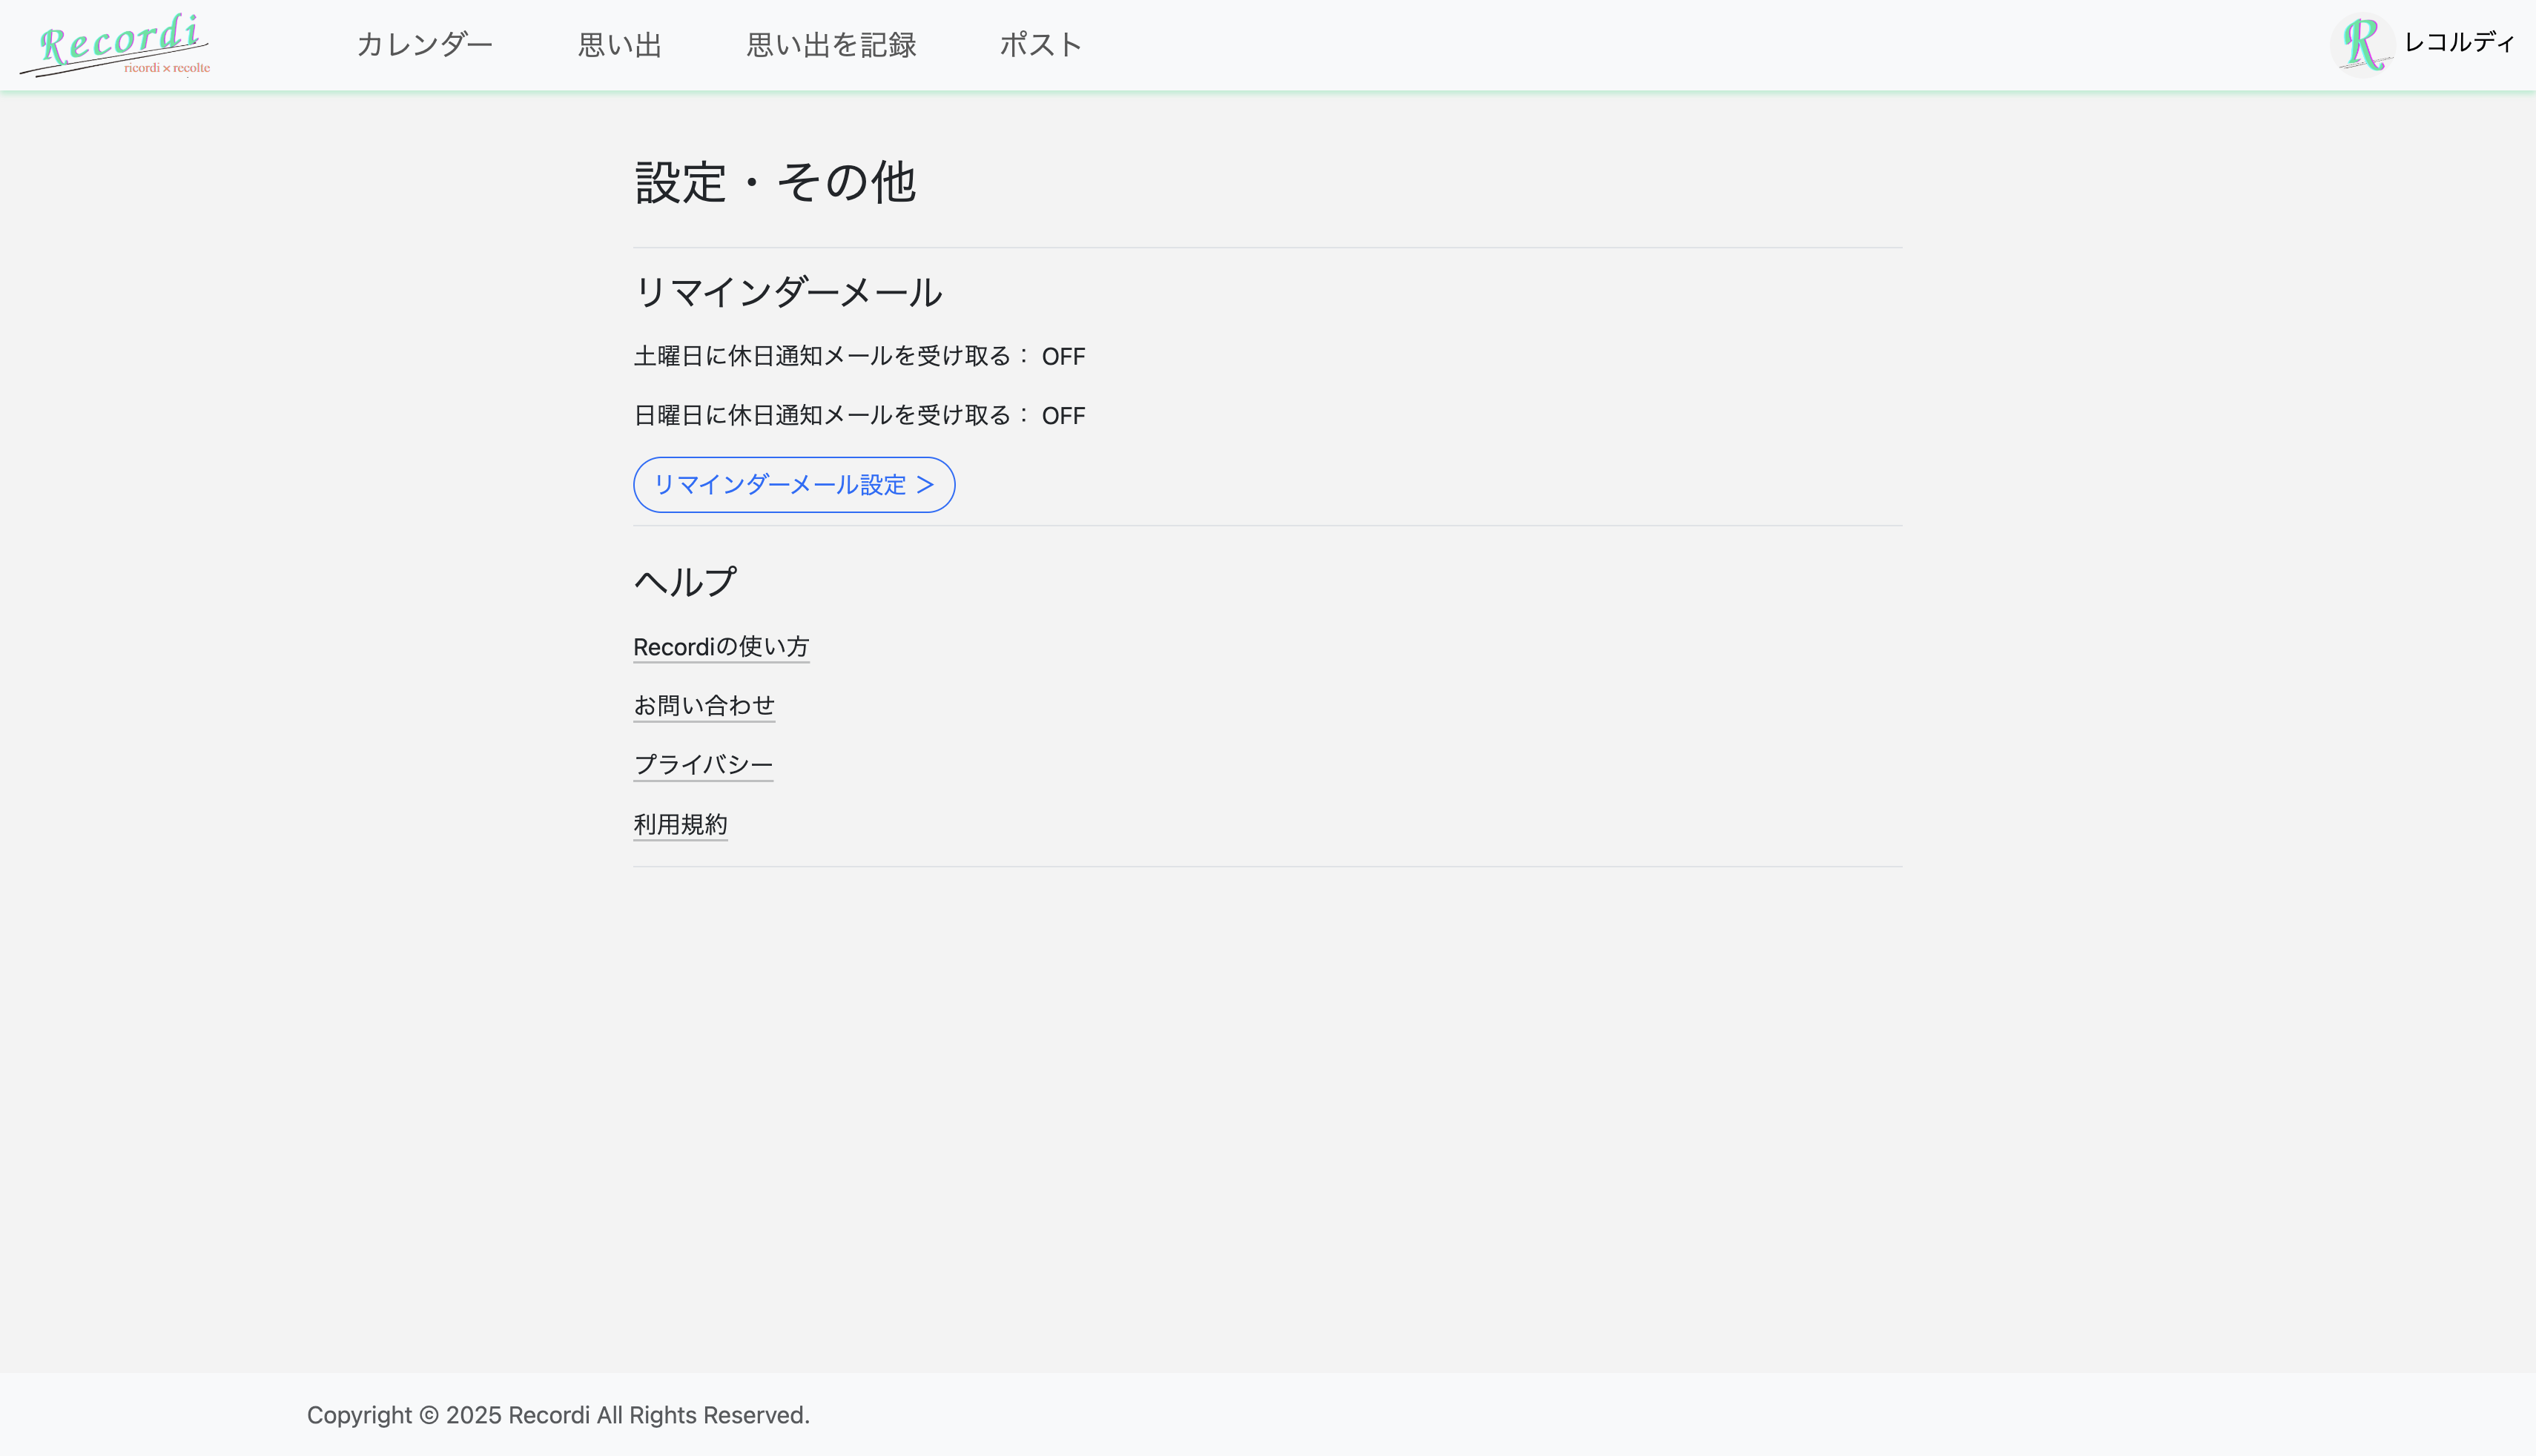 Recordi
ricordi × recolte
カレンダー
思い出
思い出を記録
ポスト
R
レコルディ
設定・その他
リマインダーメール
土曜日に休日通知メールを受け取る： OFF
日曜日に休日通知メールを受け取る： OFF
リマインダーメール設定 ＞
ヘルプ
Recordiの使い方
お問い合わせ
プライバシー
利用規約
Copyright © 2025 Recordi All Rights Reserved.